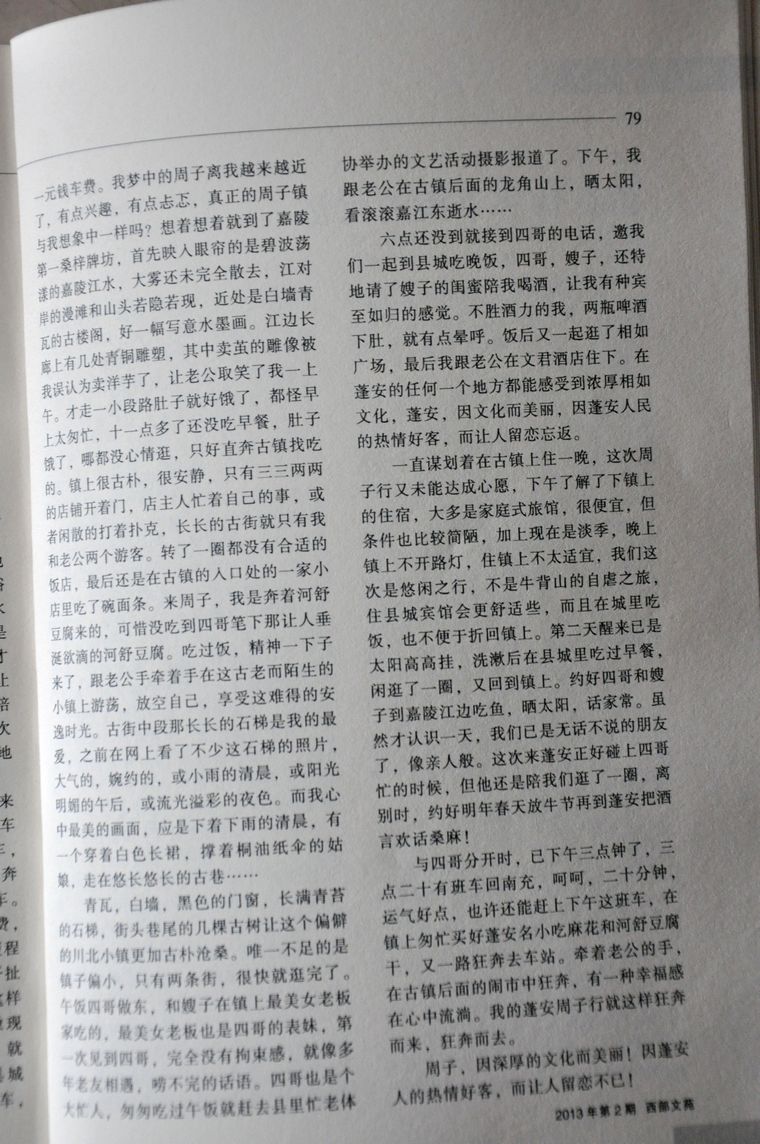 79
一元钱车费。我梦中的周子离我越来越近
了，有点兴趣，有点忐忑，真正的周子镇
与我想象中一样吗？想着想着就到了嘉陵
第一桑梓牌坊，首先映入眼帘的是碧波荡
漾的嘉陵江水，大雾还未完全散去，江对
岸的漫滩和山头若隐若现，近处是白墙青
瓦的古楼阁，好一幅写意水墨画。江边长
廊上有几处青铜雕塑，其中卖茧的雕像被
我误认为卖洋芋了，让老公取笑了我一上
午。才走一小段路肚子就好饿了，都怪早
上太匆忙，十一点多了还没吃早餐，肚子
饿了，哪都没心情逛，只好直奔古镇找吃
的。镇上很古朴，很安静，只有三三两两
的店铺开着门，店主人忙着自己的事，或
者闲散的打着扑克，长长的古街就只有我
和老公两个游客。转了一圈都没有合适的
饭店，最后还是在古镇的入口处的一家小
店里吃了碗面条。来周子，我是奔着河舒
豆腐来的，可惜没吃到四哥笔下那让人垂
涎欲滴的河舒豆腐。吃过饭，精神一下子
来了，跟老公手牵着手在这古老而陌生的
小镇上游荡，放空自己，享受这难得的安
逸时光。古街中段那长长的石梯是我的最
爱，之前在网上看了不少这石梯的照片，
大气的，婉约的，或小雨的清晨，或阳光
明媚的午后，或流光溢彩的夜色。而我心
中最美的画面，应是下着下雨的清晨，有
一个穿着白色长裙，撑着桐油纸伞的姑
娘，走在悠长悠长的古巷……
青瓦，白墙，黑色的门窗，长满青苔
的石梯，街头巷尾的几棵古树让这个偏僻
的川北小镇更加古朴沧桑。唯一不足的是
镇子偏小，只有两条街，很快就逛完了。
午饭四哥做东，和嫂子在镇上最美女老板
家吃的，最美女老板也是四哥的表妹，第
一次见到四哥，完全没有拘束感，就像多
年老友相遇，唠不完的话语。四哥也是个
大忙人，匆匆吃过午饭就赶去县里忙老体
协举办的文艺活动摄影报道了。下午，我
跟老公在古镇后面的龙角山上，晒太阳，
看滚滚嘉江东逝水……
六点还没到就接到四哥的电话，邀我
们一起到县城吃晚饭，四哥，嫂子，还特
地请了嫂子的闺蜜陪我喝酒，让我有种宾
至如归的感觉。不胜酒力的我，两瓶啤酒
下肚，就有点晕呼。饭后又一起逛了相如
广场，最后我跟老公在文君酒店住下。在
蓬安的任何一个地方都能感受到浓厚相如
文化，蓬安，因文化而美丽，因蓬安人民
的热情好客，而让人留恋忘返。
一直谋划着在古镇上住一晚，这次周
子行又未能达成心愿，下午了解了下镇上
的住宿，大多是家庭式旅馆，很便宜，但
条件也比较简陋，加上现在是淡季，晚上
镇上不开路灯，住镇上不太适宜，我们这
次是悠闲之行，不是牛背山的自虐之旅，
住县城宾馆会更舒适些，而且在城里吃
饭，也不便于折回镇上。第二天醒来已是
太阳高高挂，洗漱后在县城里吃过早餐，
闲逛了一圈，又回到镇上。约好四哥和嫂
子到嘉陵江边吃鱼，晒太阳，话家常。虽
然才认识一天，我们已是无话不说的朋友
了，像亲人般。这次来蓬安正好碰上四哥
忙的时候，但他还是陪我们逛了一圈，离
别时，约好明年春天放牛节再到蓬安把酒
言欢话桑麻！
与四哥分开时，已下午三点钟了，三
点二十有班车回南充，呵呵，二十分钟，
运气好点，也许还能赶上下午这班车，在
镇上匆忙买好蓬安名小吃麻花和河舒豆腐
干，又一路狂奔去车站。牵着老公的手，
在古镇后面的闹市中狂奔，有一种幸福感
在心中流淌。我的蓬安周子行就这样狂奔
而来，狂奔而去。
周子，因深厚的文化而美丽！因蓬安
人的热情好客，而让人留恋不已！
2013年第2期 西部文苑